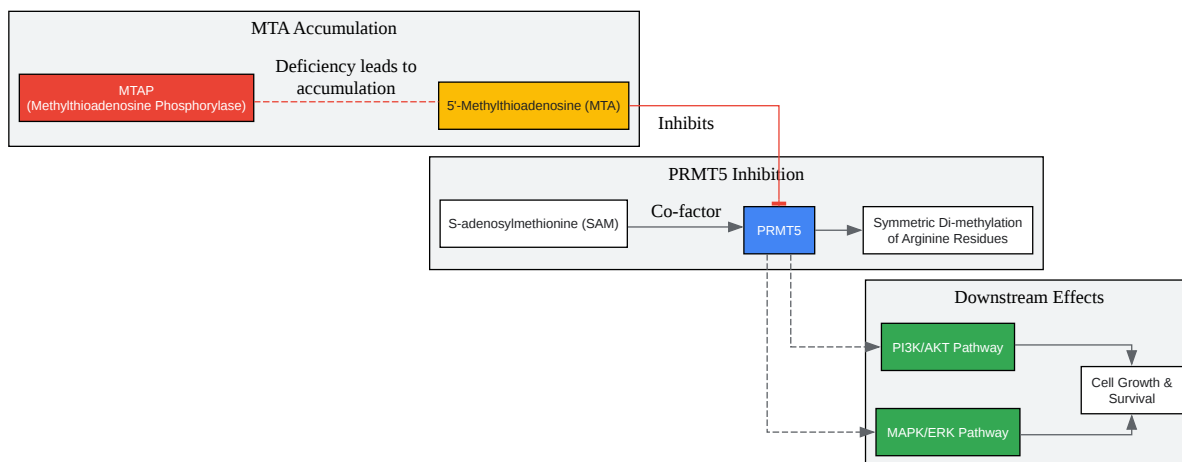 MTA Accumulation
MTAP
(Methylthioadenosine Phosphorylase)
Deficiency leads to
accumulation
5'-Methylthioadenosine (MTA)
Inhibits
PRMT5 Inhibition
S-adenosylmethionine (SAM)
Co-factor
PRMT5
Symmetric Di-methylation
of Arginine Residues
Downstream Effects
PI3K/AKT Pathway
Cell Growth &
Survival
MAPK/ERK Pathway